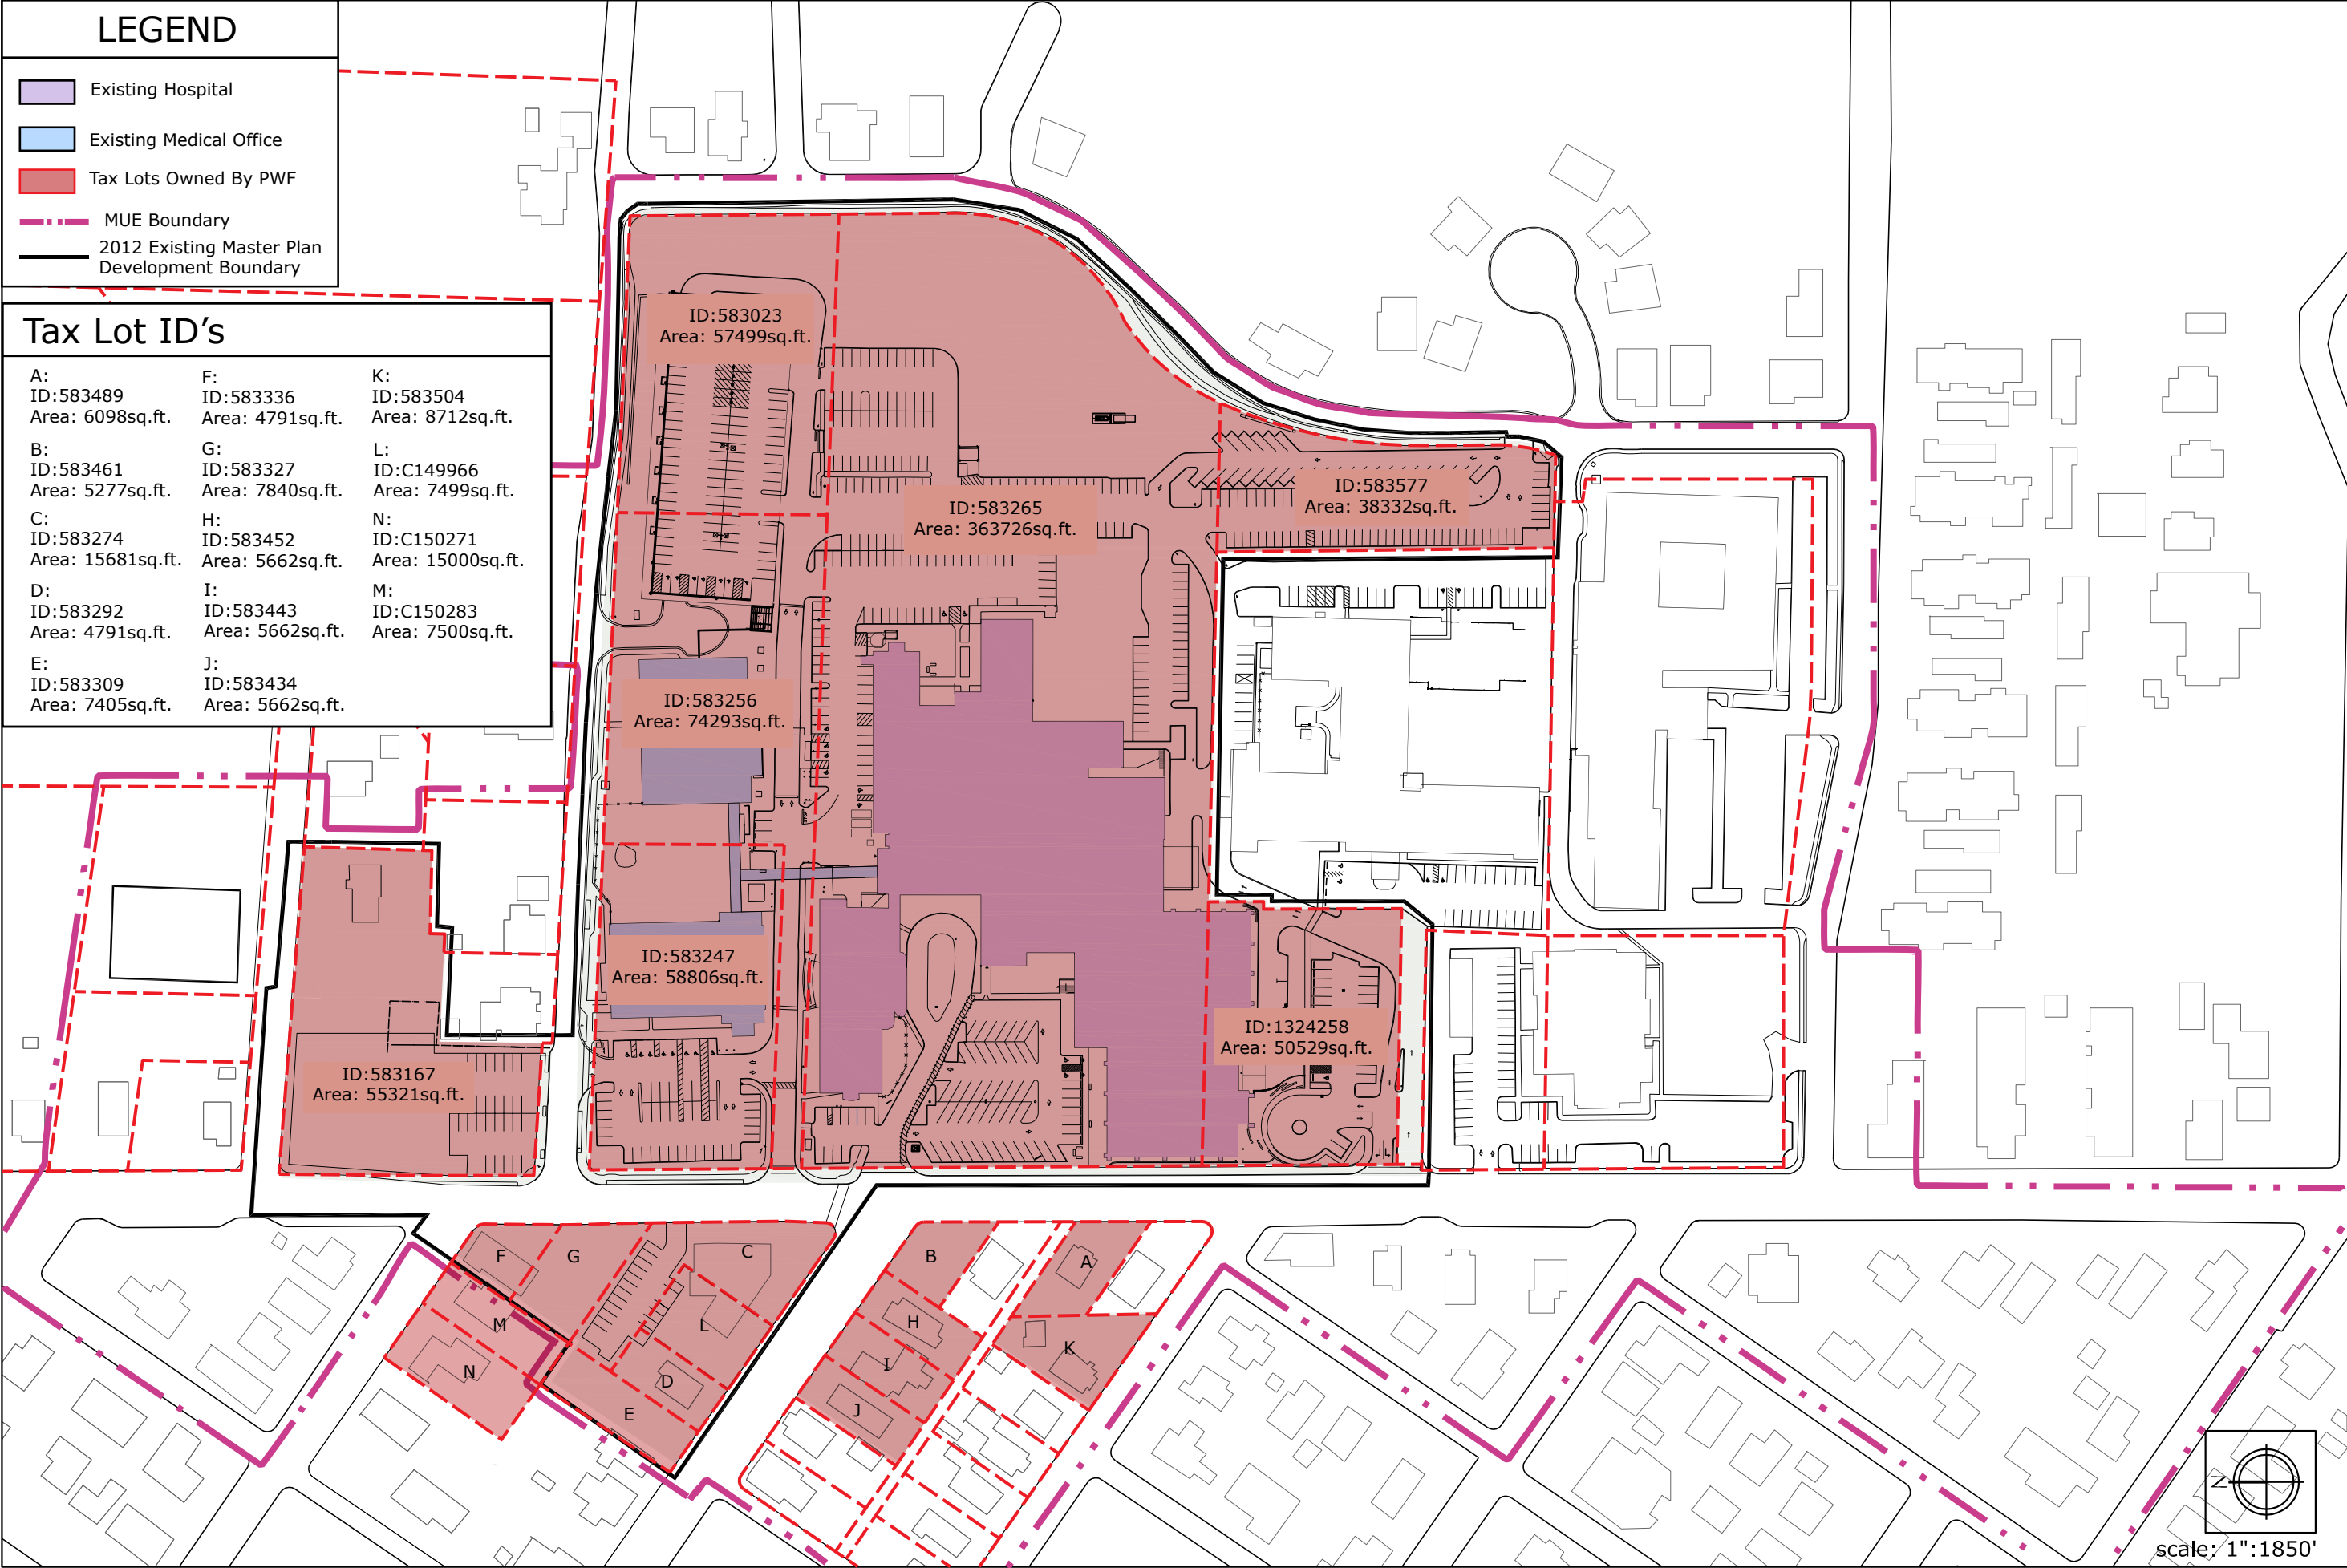 LEGEND
Existing Hospital
Existing Medical Office
Tax Lots Owned By PWF
MUE Boundary
2012 Existing Master Plan
Development Boundary
Tax Lot ID’s
A:
ID:583489
Area: 6098sq.ft.
B:
ID:583461
Area: 5277sq.ft.
C:
ID:583274
Area: 15681sq.ft.
D:
ID:583292
Area: 4791sq.ft.
E:
ID:583309
Area: 7405sq.ft.
F:
ID:583336
Area: 4791sq.ft.
G:
ID:583327
Area: 7840sq.ft.
H:
ID:583452
Area: 5662sq.ft.
I:
ID:583443
Area: 5662sq.ft.
J:
ID:583434
Area: 5662sq.ft.
K:
ID:583504
Area: 8712sq.ft.
L:
ID:C149966
Area: 7499sq.ft.
N:
ID:C150271
Area: 15000sq.ft.
M:
ID:C150283
Area: 7500sq.ft.
ID:583023
Area: 57499sq.ft.
ID:583265
Area: 363726sq.ft.
ID:583577
Area: 38332sq.ft.
ID:583256
Area: 74293sq.ft.
ID:583247
Area: 58806sq.ft.
ID:1324258
Area: 50529sq.ft.
ID:583167
Area: 55321sq.ft.
F
G
C
B
A
M
L
H
K
N
D
I
E
J
N
scale: 1":1850'